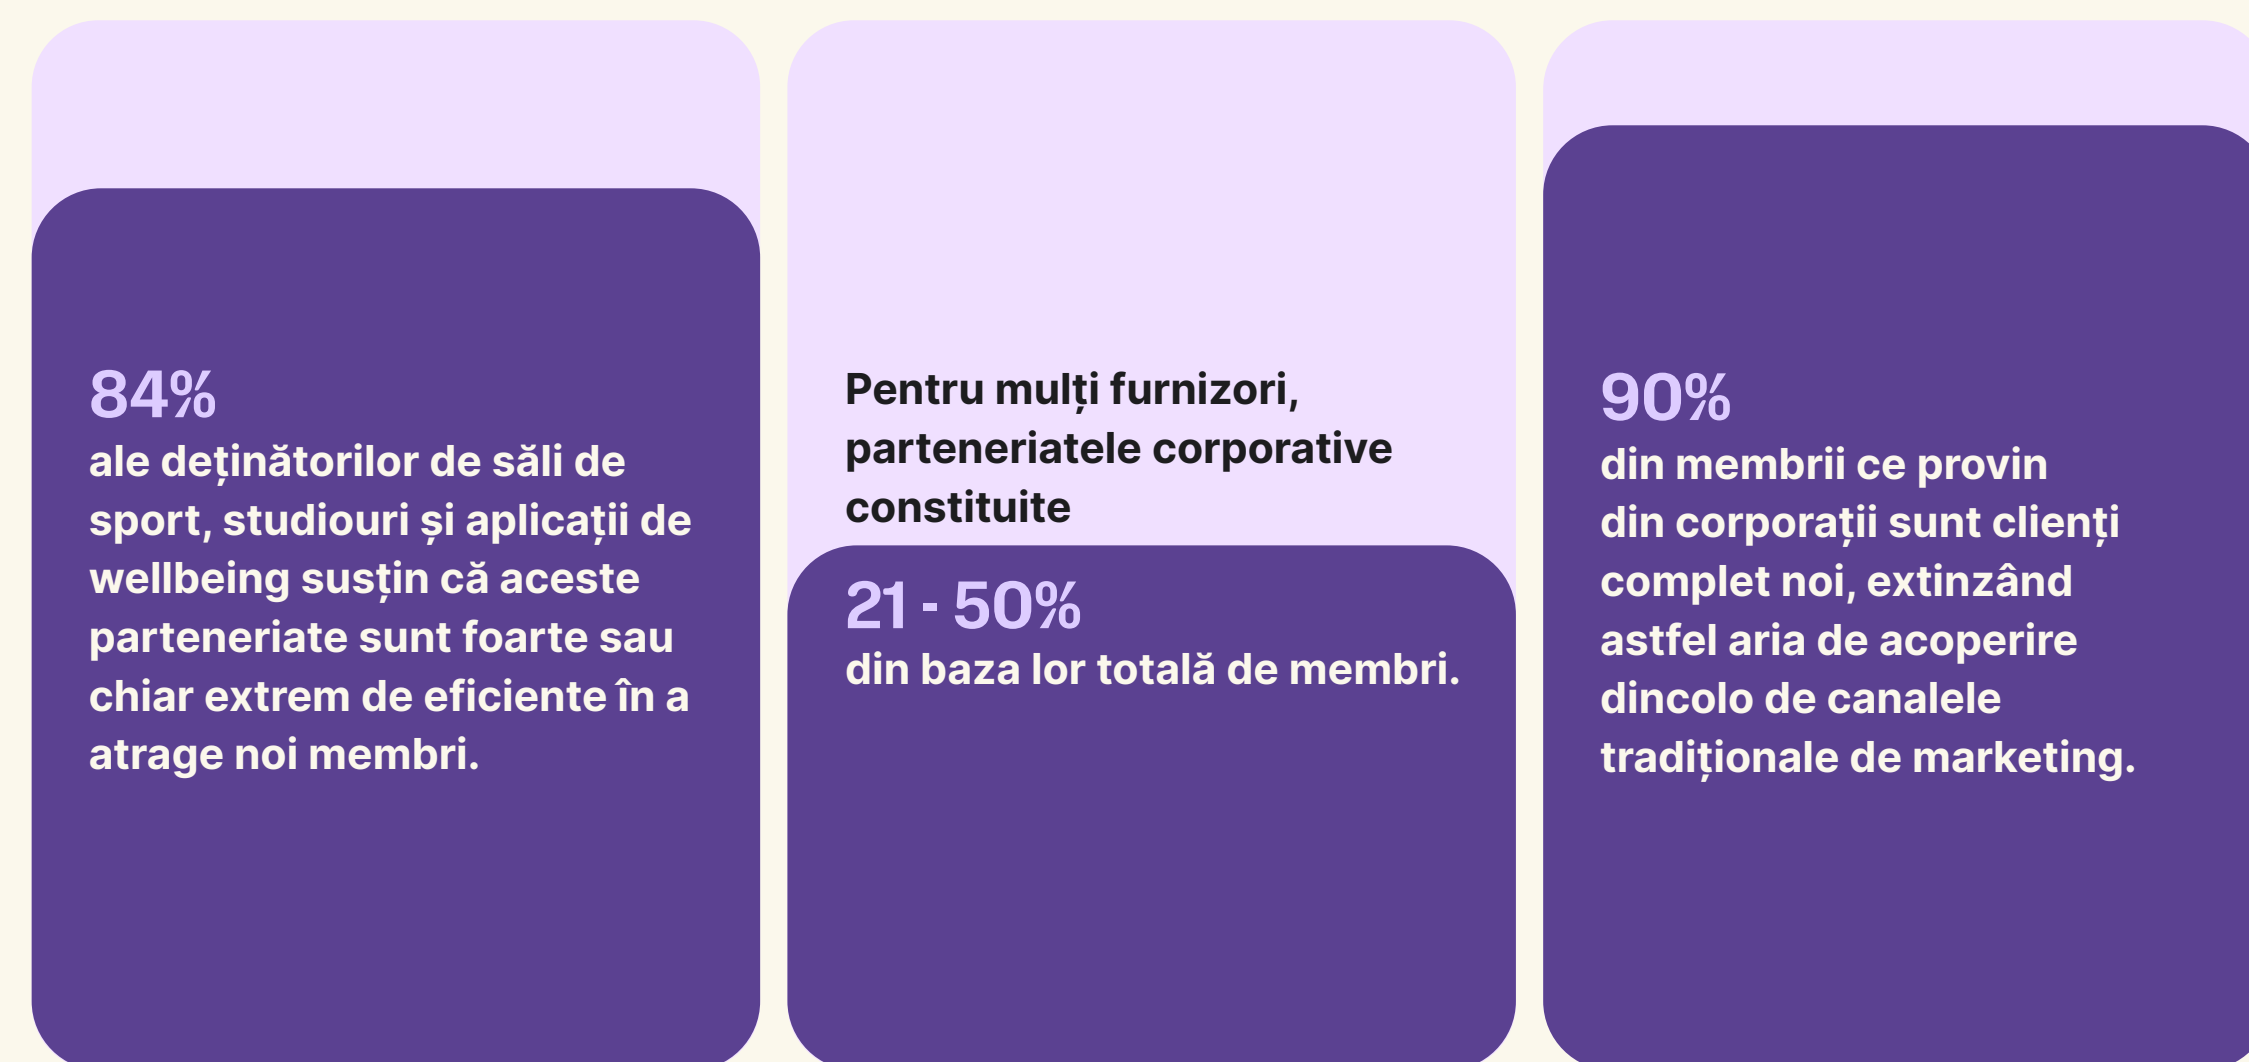 84%
ale deținătorilor de săli de
sport, studiouri și aplicații de
wellbeing susțin că aceste
parteneriate sunt foarte sau
chiar extrem de eficiente în a
atrage noi membri.
Pentru mulți furnizori,
parteneriatele corporative
constituite
21 - 50%
din baza lor totală de membri.
90%
din membrii ce provin
din corporații sunt clienți
complet noi, extinzând
astfel aria de acoperire
dincolo de canalele
tradiționale de marketing.